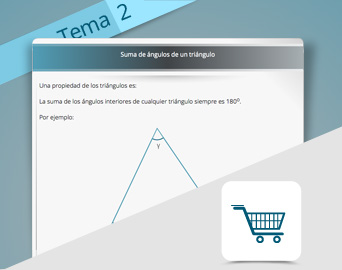 Tema 2
Suma de ángulos de un triángulo
Una propiedad de los triángulos es:
La suma de los ángulos interiores de cualquier triángulo siempre es 180º.
Por ejemplo:
γ